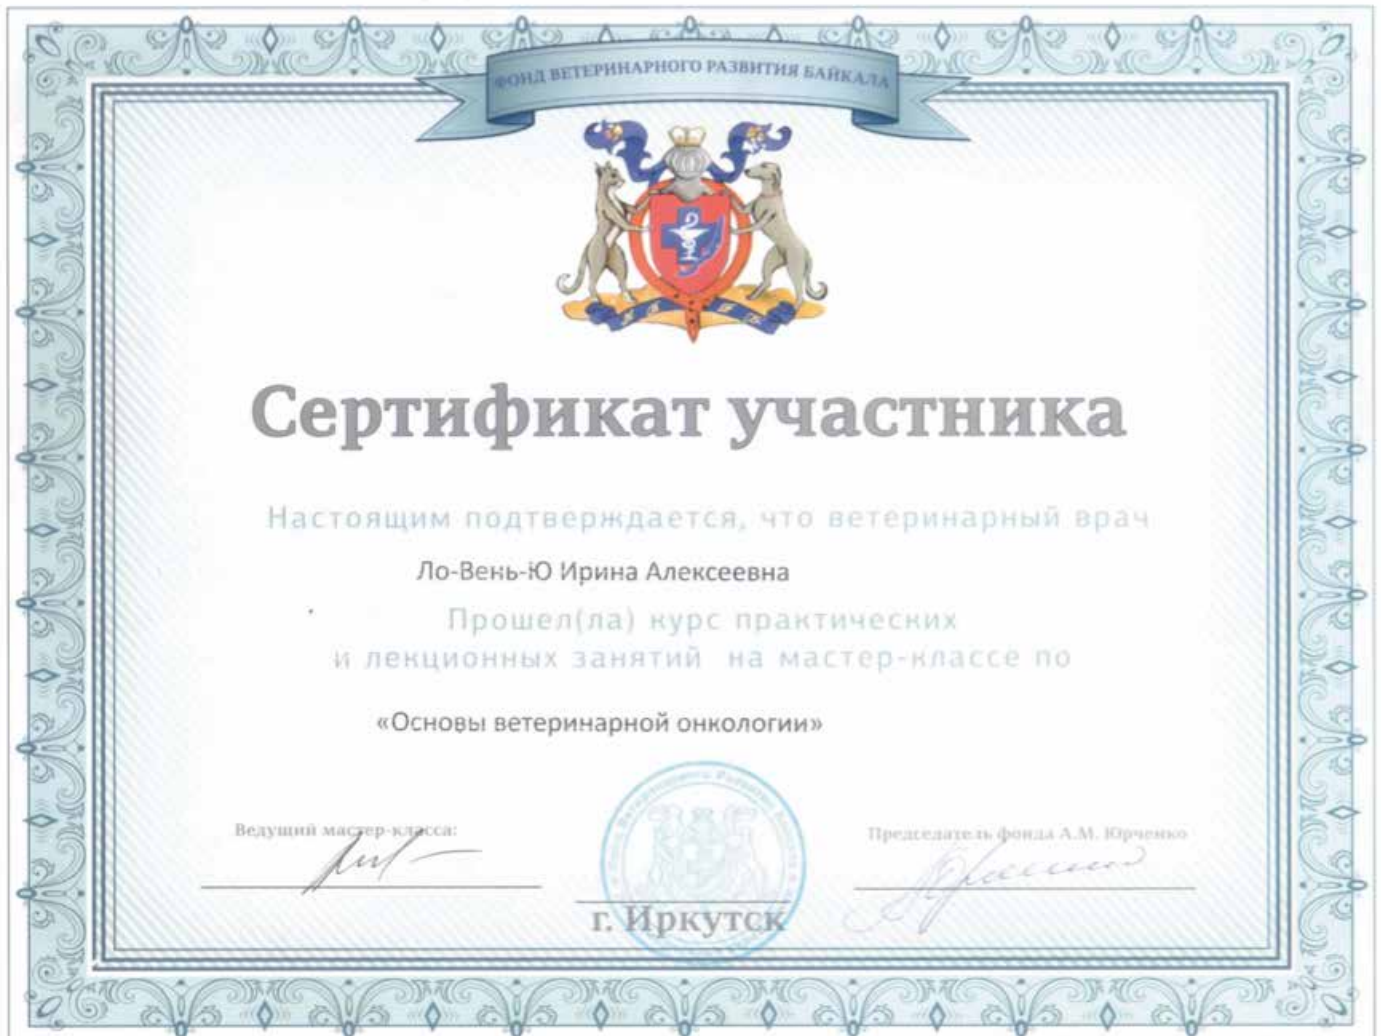 ФОНД ВЕТЕРИНАРНОГО РАЗВИТИЯ БАЙКАЛА
Сертификат участника
Настоящим подтверждается, что ветеринарный врач
Ло-Вень-Ю Ирина Алексеевна
Прошел(ла) курс практических
и лекционных занятий на мастер-классе по
«Основы ветеринарной онкологии»
Ведущий мастер-класса:
Председатель фонда А.М. Юрченко
г. Иркутск